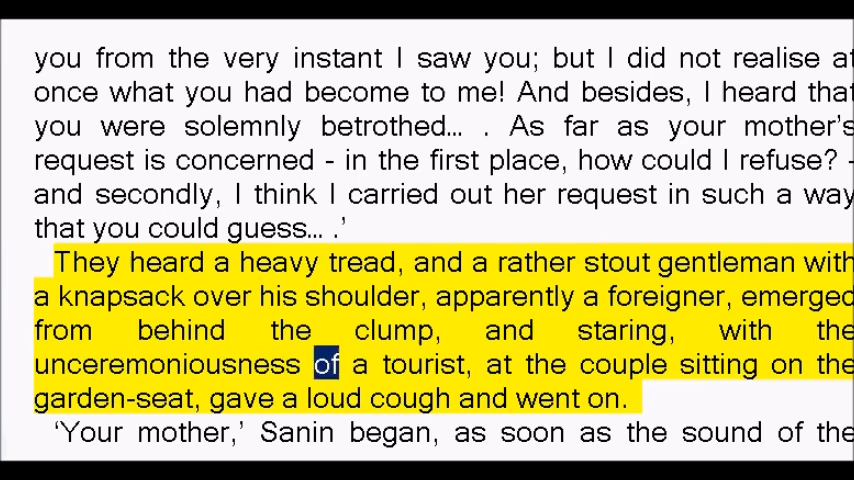 you from the very instant I saw you; but I did not realise at
once what you had become to me! And besides, I heard that
you were solemnly betrothed... . As far as your mother’s
request is concerned - in the first place, how could I refuse? -
and secondly, I think I carried out her request in such a way
that you could guess... .’
They heard a heavy tread, and a rather stout gentleman with
a knapsack over his shoulder, apparently a foreigner, emerged
from behind the clump, and staring, with the
unceremoniousness of a tourist, at the couple sitting on the
garden-seat, gave a loud cough and went on.
‘Your mother,’ Sanin began, as soon as the sound of the